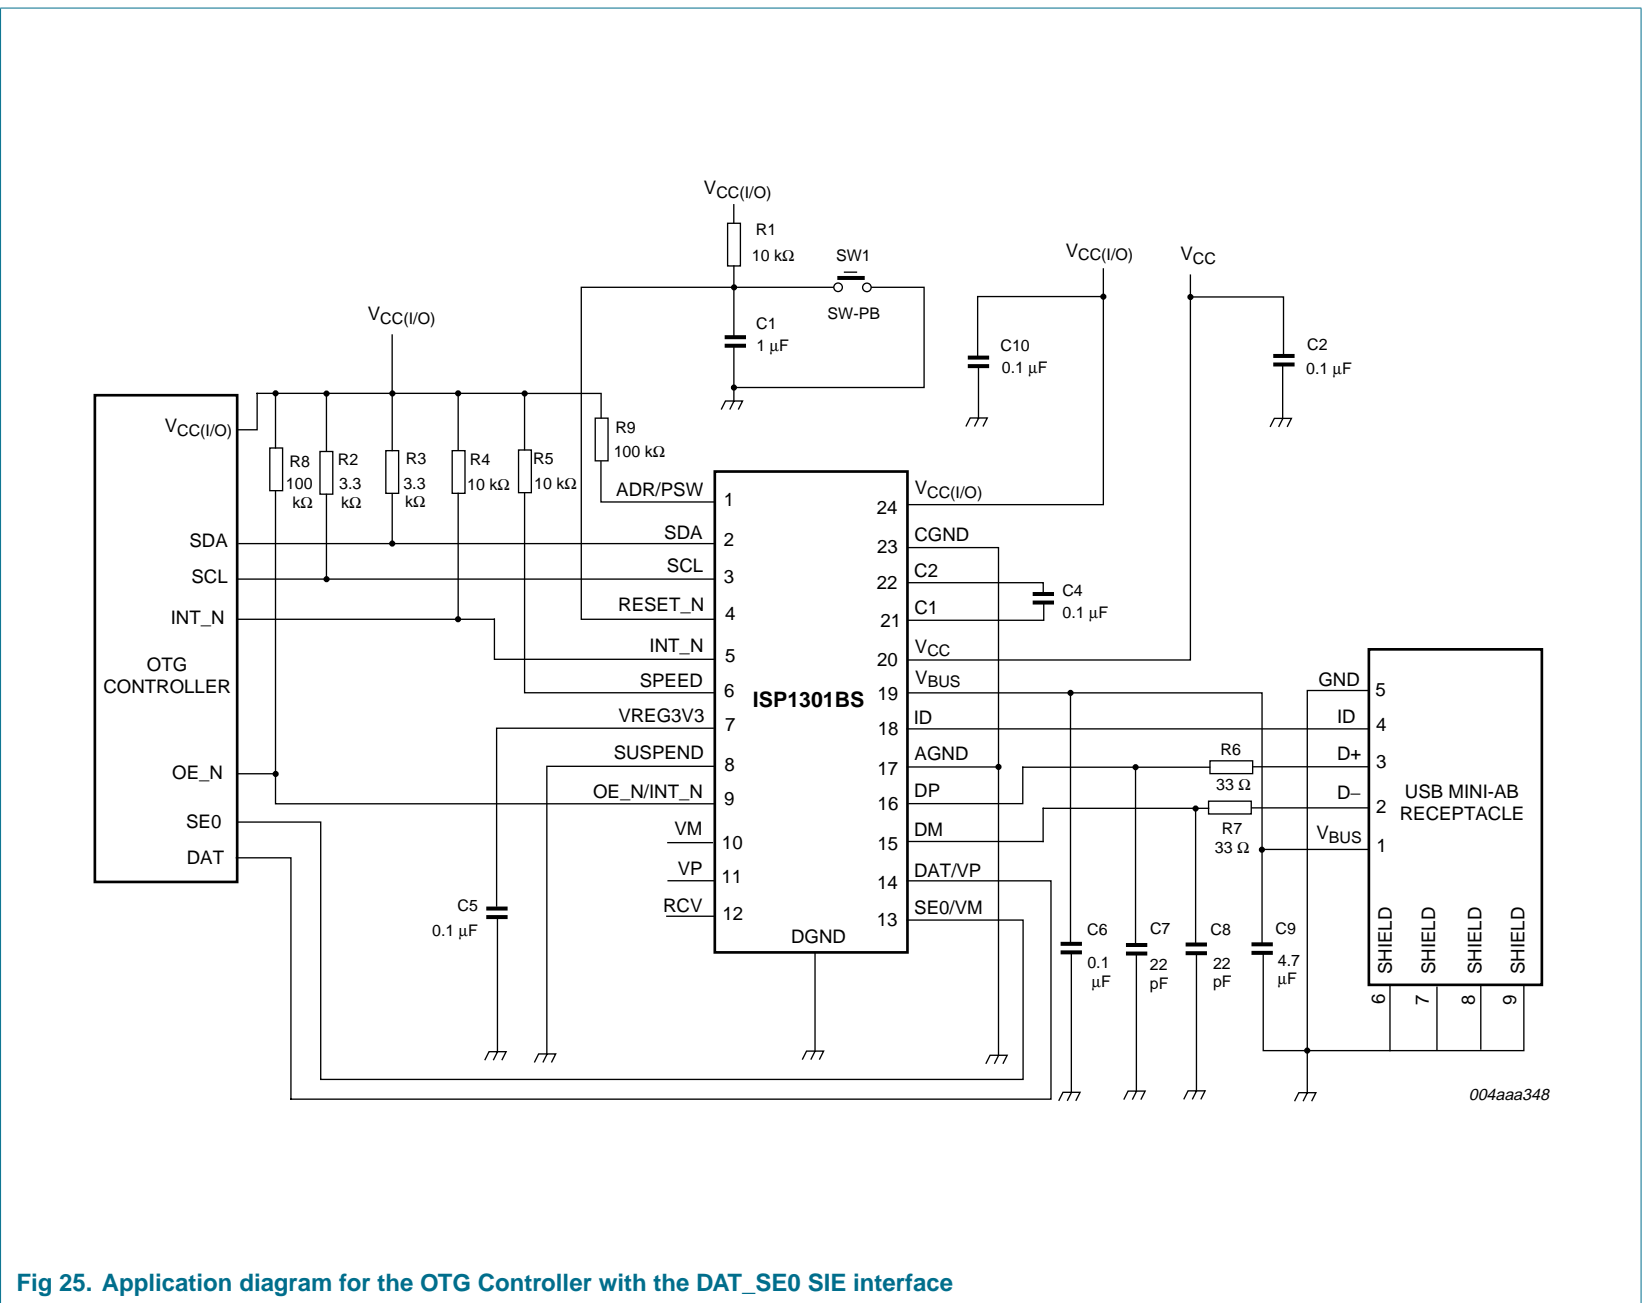 VCC(I/O)
R1
10 kΩ
SW1
SW-PB
C1
1 μF
VCC(I/O)
VCC
C10
0.1 μF
C2
0.1 μF
VCC(I/O)
VCC(I/O)
R8
100
kΩ
R2
3.3
kΩ
R3
3.3
kΩ
R4
10 kΩ
R5
10 kΩ
R9
100 kΩ
SDA
SCL
INT_N
OTG
CONTROLLER
OE_N
SE0
DAT
ADR/PSW
1
SDA
2
SCL
3
RESET_N
4
INT_N
5
SPEED
6
VREG3V3
7
SUSPEND
8
OE_N/INT_N
9
VM
10
VP
11
RCV
12
C5
0.1 μF
ISP1301BS
DGND
24
VCC(I/O)
23
CGND
22
C2
21
C1
20
VCC
19
VBUS
18
ID
17
AGND
16
DP
15
DM
14
DAT/VP
13
SE0/VM
C4
0.1 μF
R6
33 Ω
R7
33 Ω
C6
0.1
μF
C7
22
pF
C8
22
pF
C9
4.7
μF
GND
5
ID
4
D+
3
D−
2
VBUS
1
USB MINI-AB
RECEPTACLE
SHIELD
SHIELD
SHIELD
SHIELD
6
7
8
9
004aaa348
Fig 25. Application diagram for the OTG Controller with the DAT_SE0 SIE interface